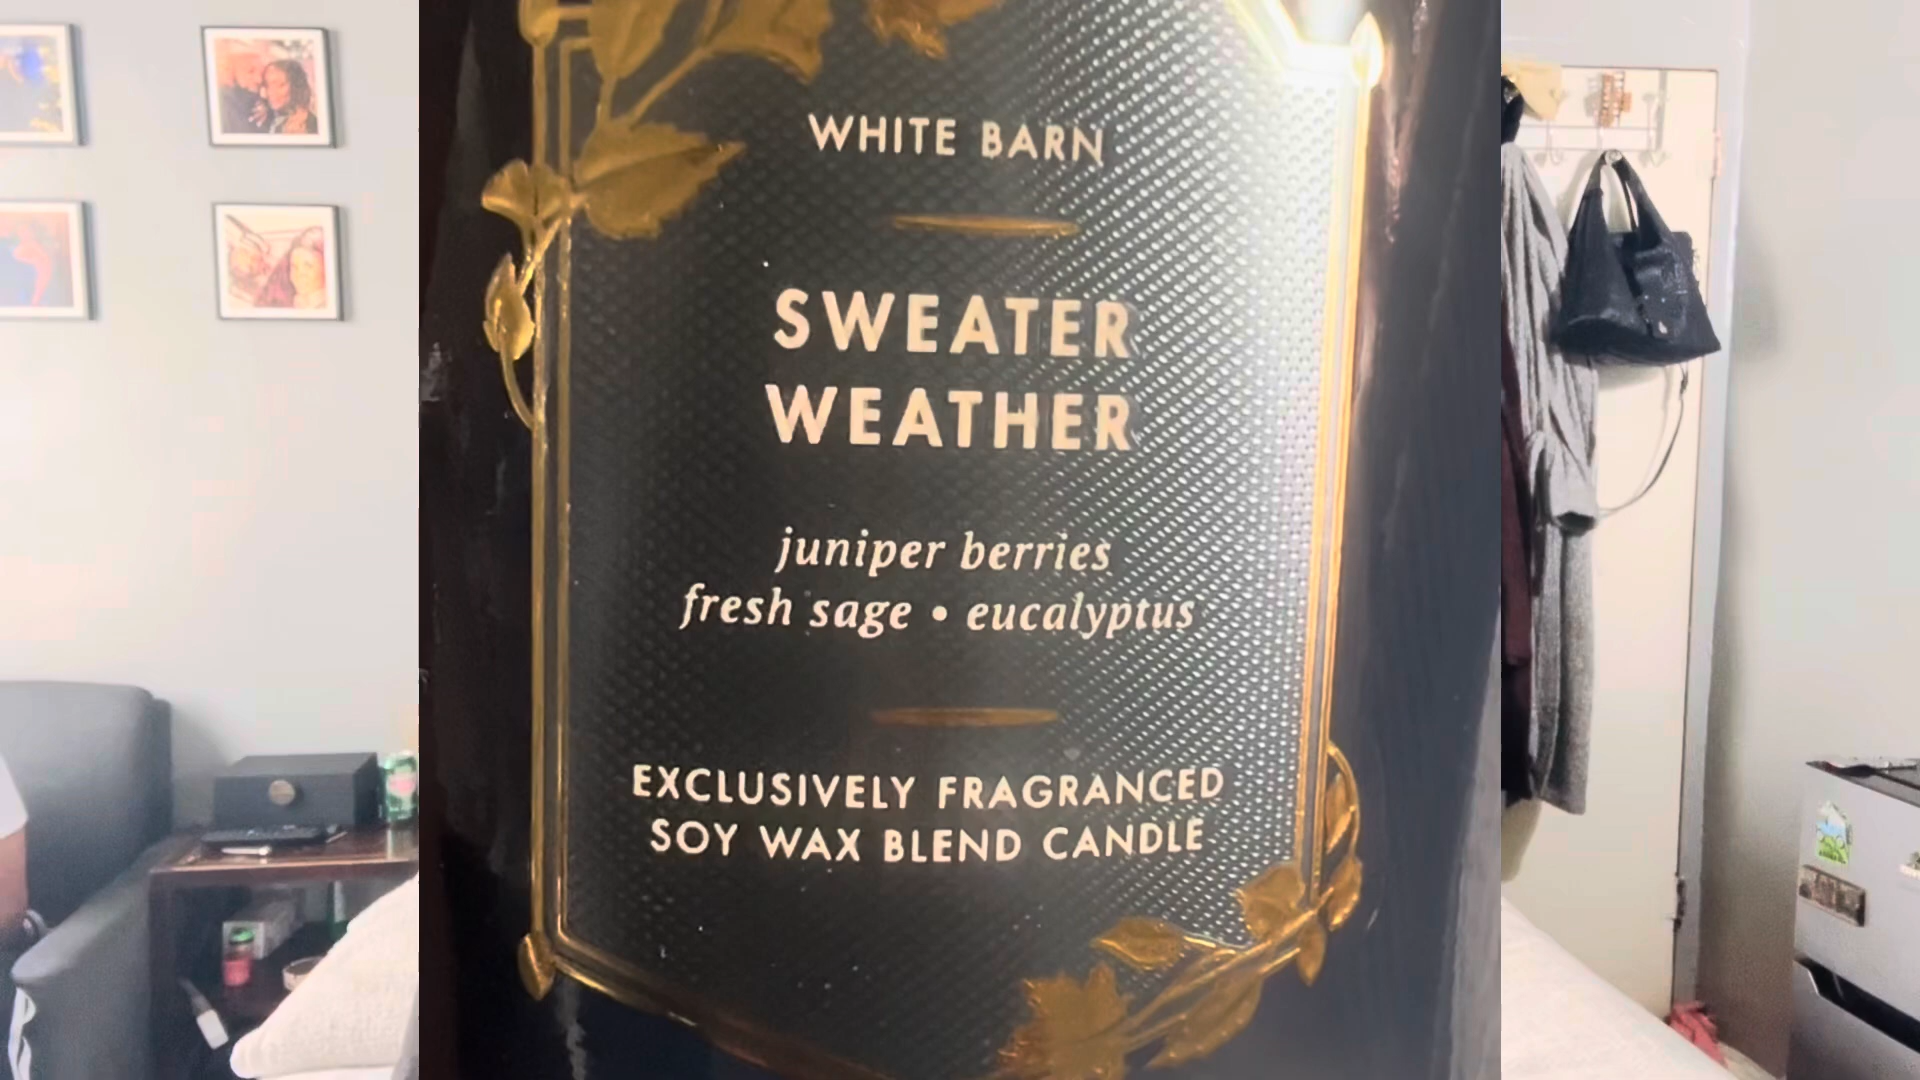 WHITE BARN
SWEATER
WEATHER
juniper berries
fresh sage • eucalyptus
EXCLUSIVELY FRAGRANCED
SOY WAX BLEND CANDLE